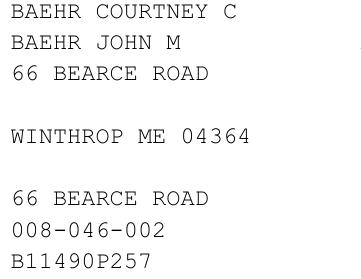 BAEHR COURTNEY C
BAEHR JOHN M
66 BEARCE ROAD
WINTHROP ME 04364
66 BEARCE ROAD
008-046-002
B11490P257